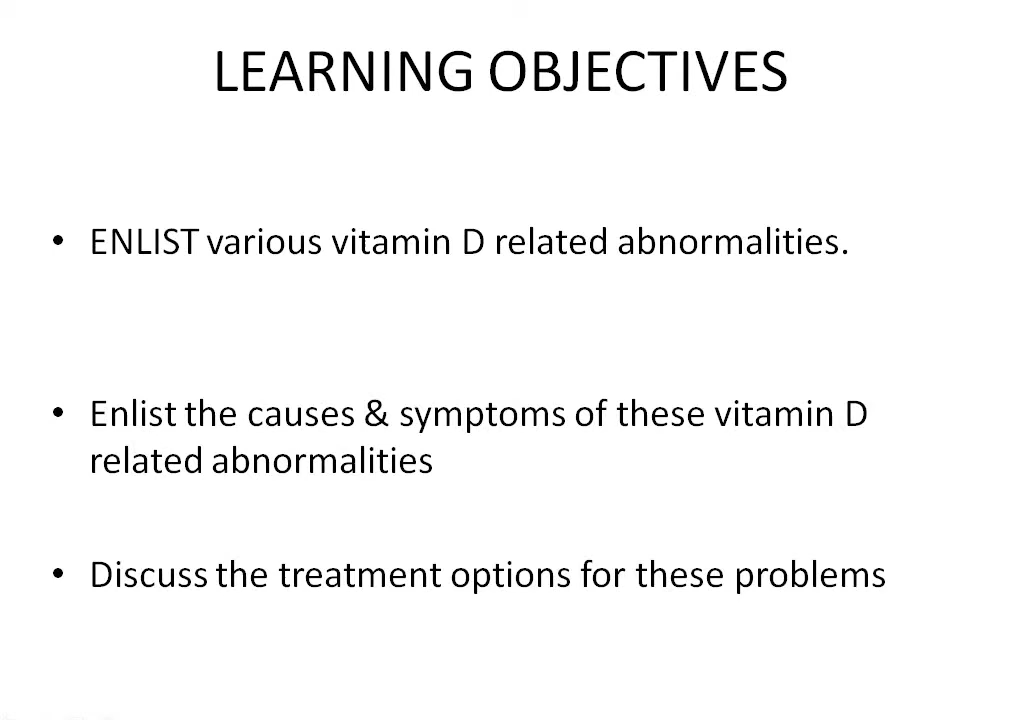 LEARNING OBJECTIVES
• ENLIST various vitamin D related abnormalities.
• Enlist the causes & symptoms of these vitamin D
related abnormalities
• Discuss the treatment options for these problems